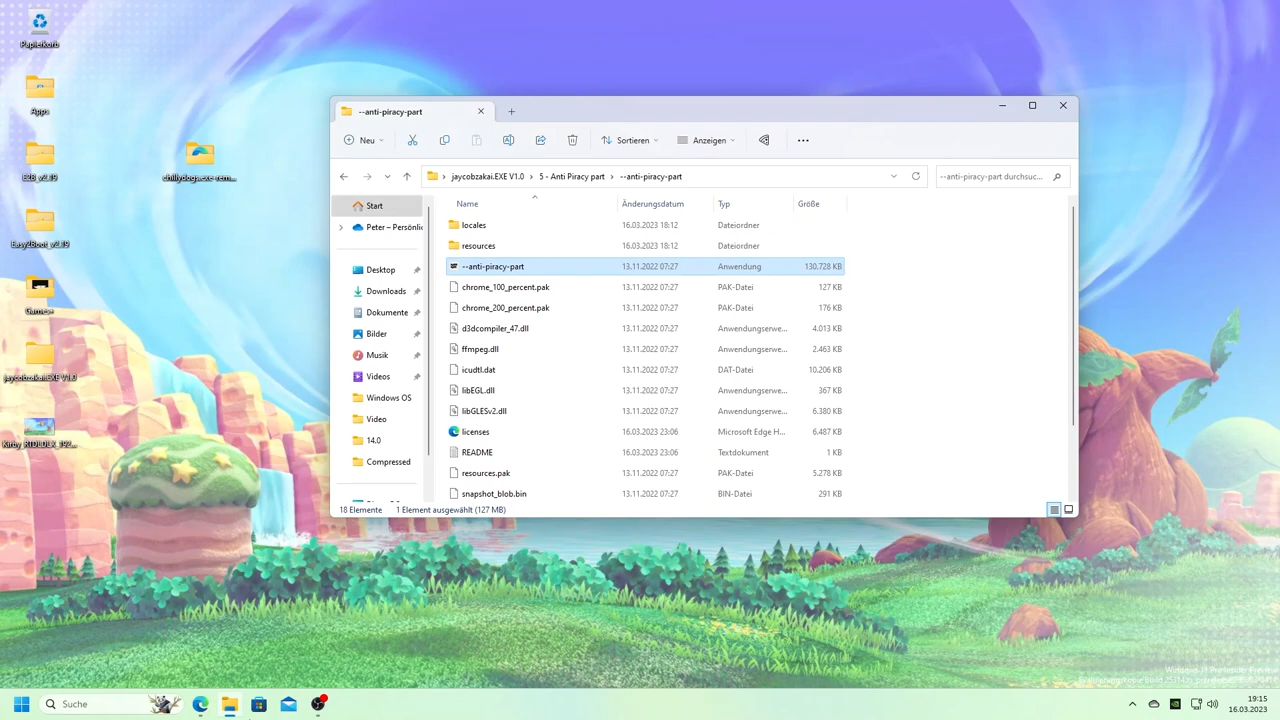 Papierkorb
Apps
E2B_v2.19
Easy2Boot_v2.19
Games+
jaycobzakai.EXE V1.0
Kirby_RTDLDLX_192...
chillydogs.exe-rem...
--anti-piracy-part
Neu
Sortieren
Anzeigen
jaycobzakai.EXE V1.0 › 5 - Anti Piracy part › --anti-piracy-part
--anti-piracy-part durchsuc...
Start
Peter – Persönlic
Desktop
Downloads
Dokumente
Bilder
Musik
Videos
Windows OS
Video
14.0
Compressed
Name Änderungsdatum Typ Größe
locales 16.03.2023 18:12 Dateiordner
resources 16.03.2023 18:12 Dateiordner
--anti-piracy-part 13.11.2022 07:27 Anwendung 130.728 KB
chrome_100_percent.pak 13.11.2022 07:27 PAK-Datei 127 KB
chrome_200_percent.pak 13.11.2022 07:27 PAK-Datei 176 KB
d3dcompiler_47.dll 13.11.2022 07:27 Anwendungserwe... 4.013 KB
ffmpeg.dll 13.11.2022 07:27 Anwendungserwe... 2.463 KB
icudtl.dat 13.11.2022 07:27 DAT-Datei 10.206 KB
libEGL.dll 13.11.2022 07:27 Anwendungserwe... 367 KB
libGLESv2.dll 13.11.2022 07:27 Anwendungserwe... 6.380 KB
licenses 16.03.2023 23:06 Microsoft Edge H... 6.487 KB
README 16.03.2023 23:06 Textdokument 1 KB
resources.pak 13.11.2022 07:27 PAK-Datei 5.278 KB
snapshot_blob.bin 13.11.2022 07:27 BIN-Datei 291 KB
18 Elemente 1 Element ausgewählt (127 MB)
Windows 11 Pro Insider Preview
Suche
19:15
16.03.2023